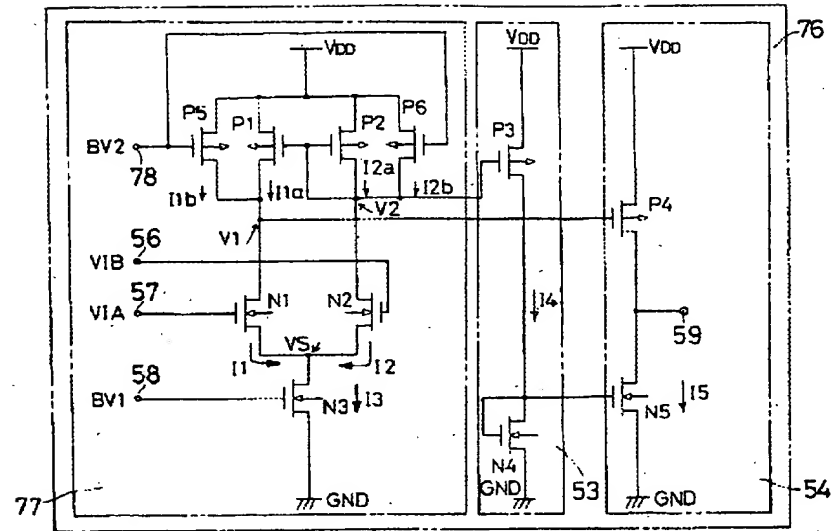 76
VDD
VDD
VDD
P5
P1
P2
P6
BV2
78
P3
I1b
I1a
I2a
I2b
V1
V2
P4
56
VIB
57
VIA
N1
N2
I4
59
VS
I1
I2
58
BV1
N3
I3
N5
I5
N4
77
GND
GND
53
GND
54